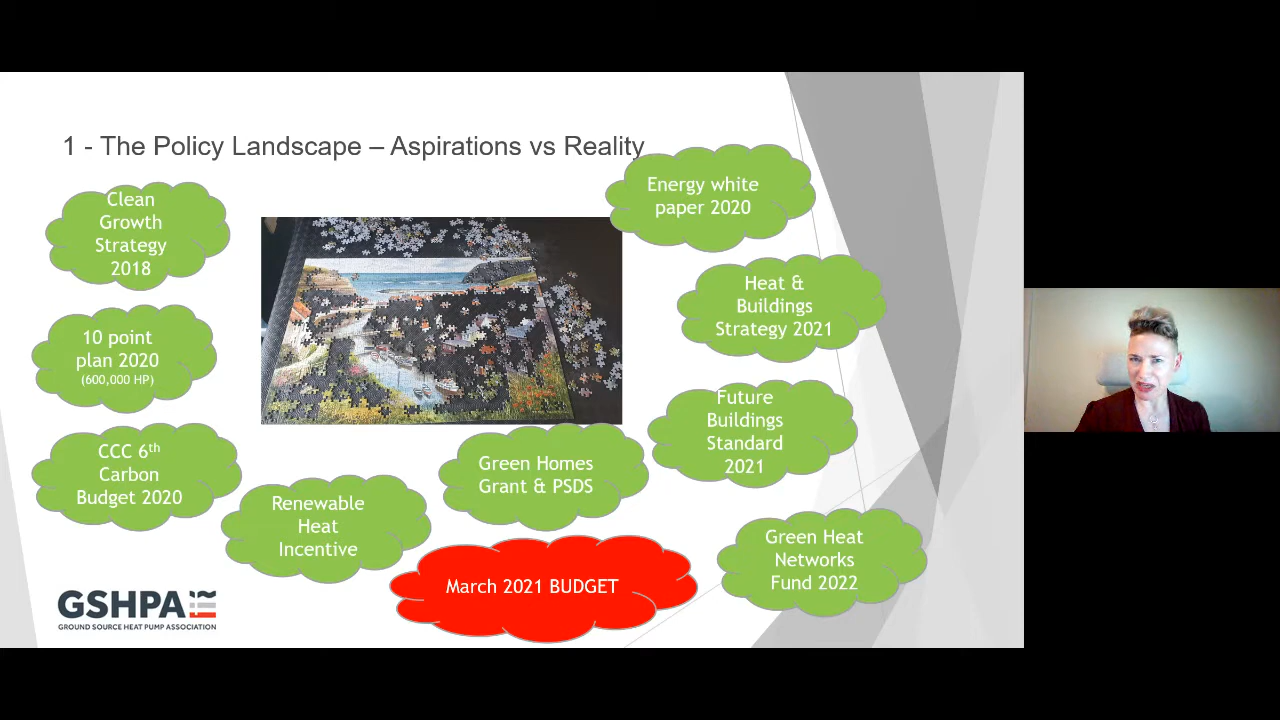 1 - The Policy Landscape – Aspirations vs Reality
Clean
Growth
Strategy
2018
10 point
plan 2020
(600,000 HP)
CCC 6th
Carbon
Budget 2020
Renewable
Heat
Incentive
Green Homes
Grant & PSDS
March 2021 BUDGET
Energy white
paper 2020
Heat &
Buildings
Strategy 2021
Future
Buildings
Standard
2021
Green Heat
Networks
Fund 2022
GSHPA
GROUND SOURCE HEAT PUMP ASSOCIATION